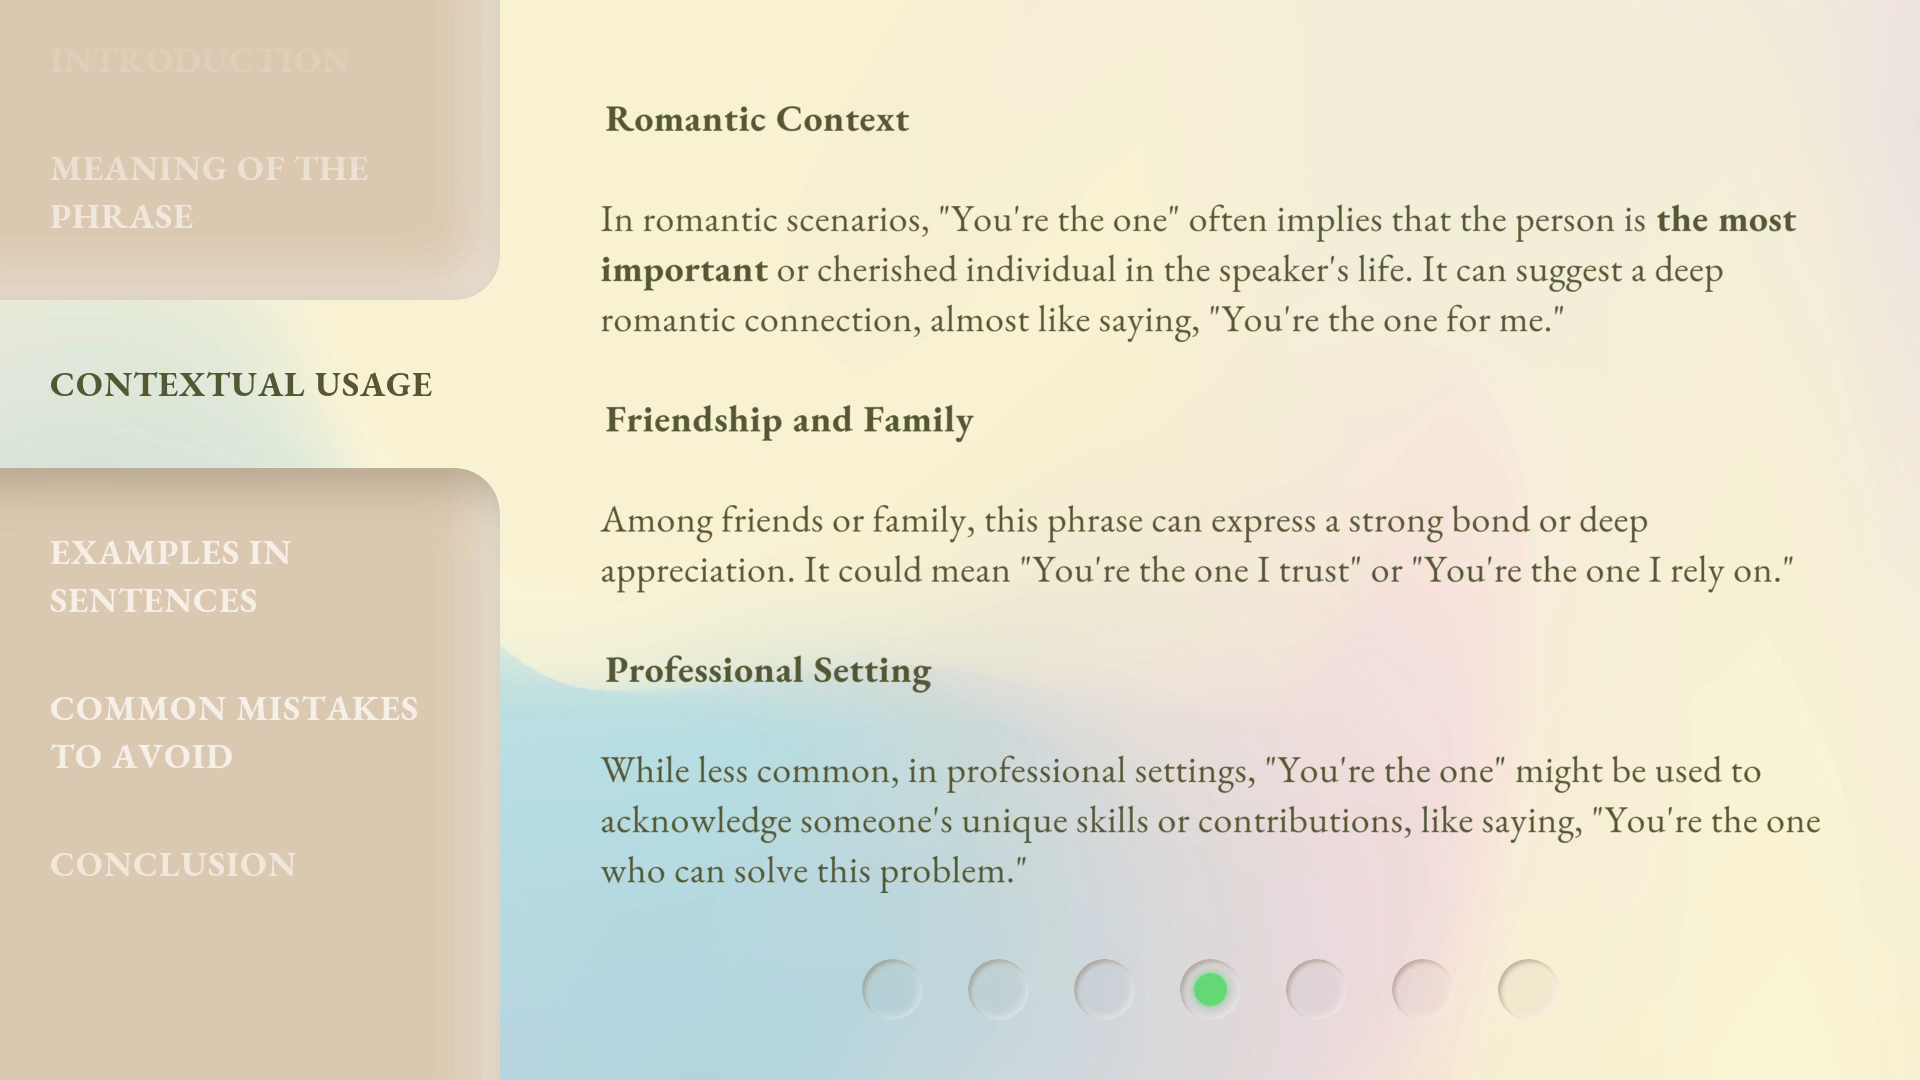 INTRODUCTION
MEANING OF THE
PHRASE
CONTEXTUAL USAGE
EXAMPLES IN
SENTENCES
COMMON MISTAKES
TO AVOID
CONCLUSION
Romantic Context
In romantic scenarios, "You're the one" often implies that the person is the most
important or cherished individual in the speaker's life. It can suggest a deep
romantic connection, almost like saying, "You're the one for me."
Friendship and Family
Among friends or family, this phrase can express a strong bond or deep
appreciation. It could mean "You're the one I trust" or "You're the one I rely on."
Professional Setting
While less common, in professional settings, "You're the one" might be used to
acknowledge someone's unique skills or contributions, like saying, "You're the one
who can solve this problem."